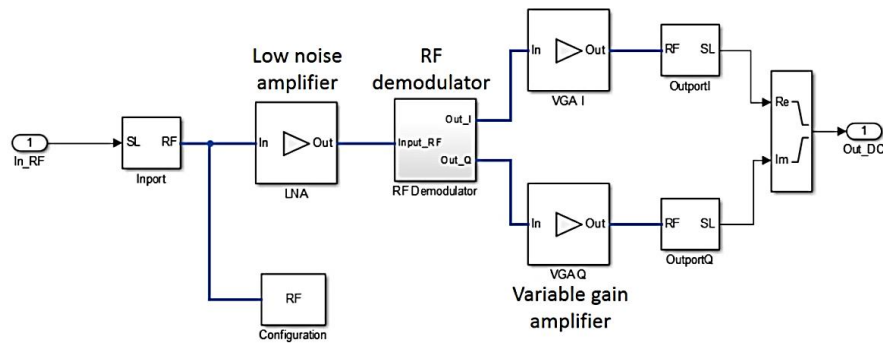 Low noise
amplifier
RF
demodulator
1
In_RF
SL RF
Inport
In Out
LNA
Input_RF
Out_I
Out_Q
RF Demodulator
In Out
VGA I
RF SL
OutportI
In Out
VGA Q
RF SL
OutportQ
Re
Im
1
Out_DC
RF
Configuration
Variable gain
amplifier